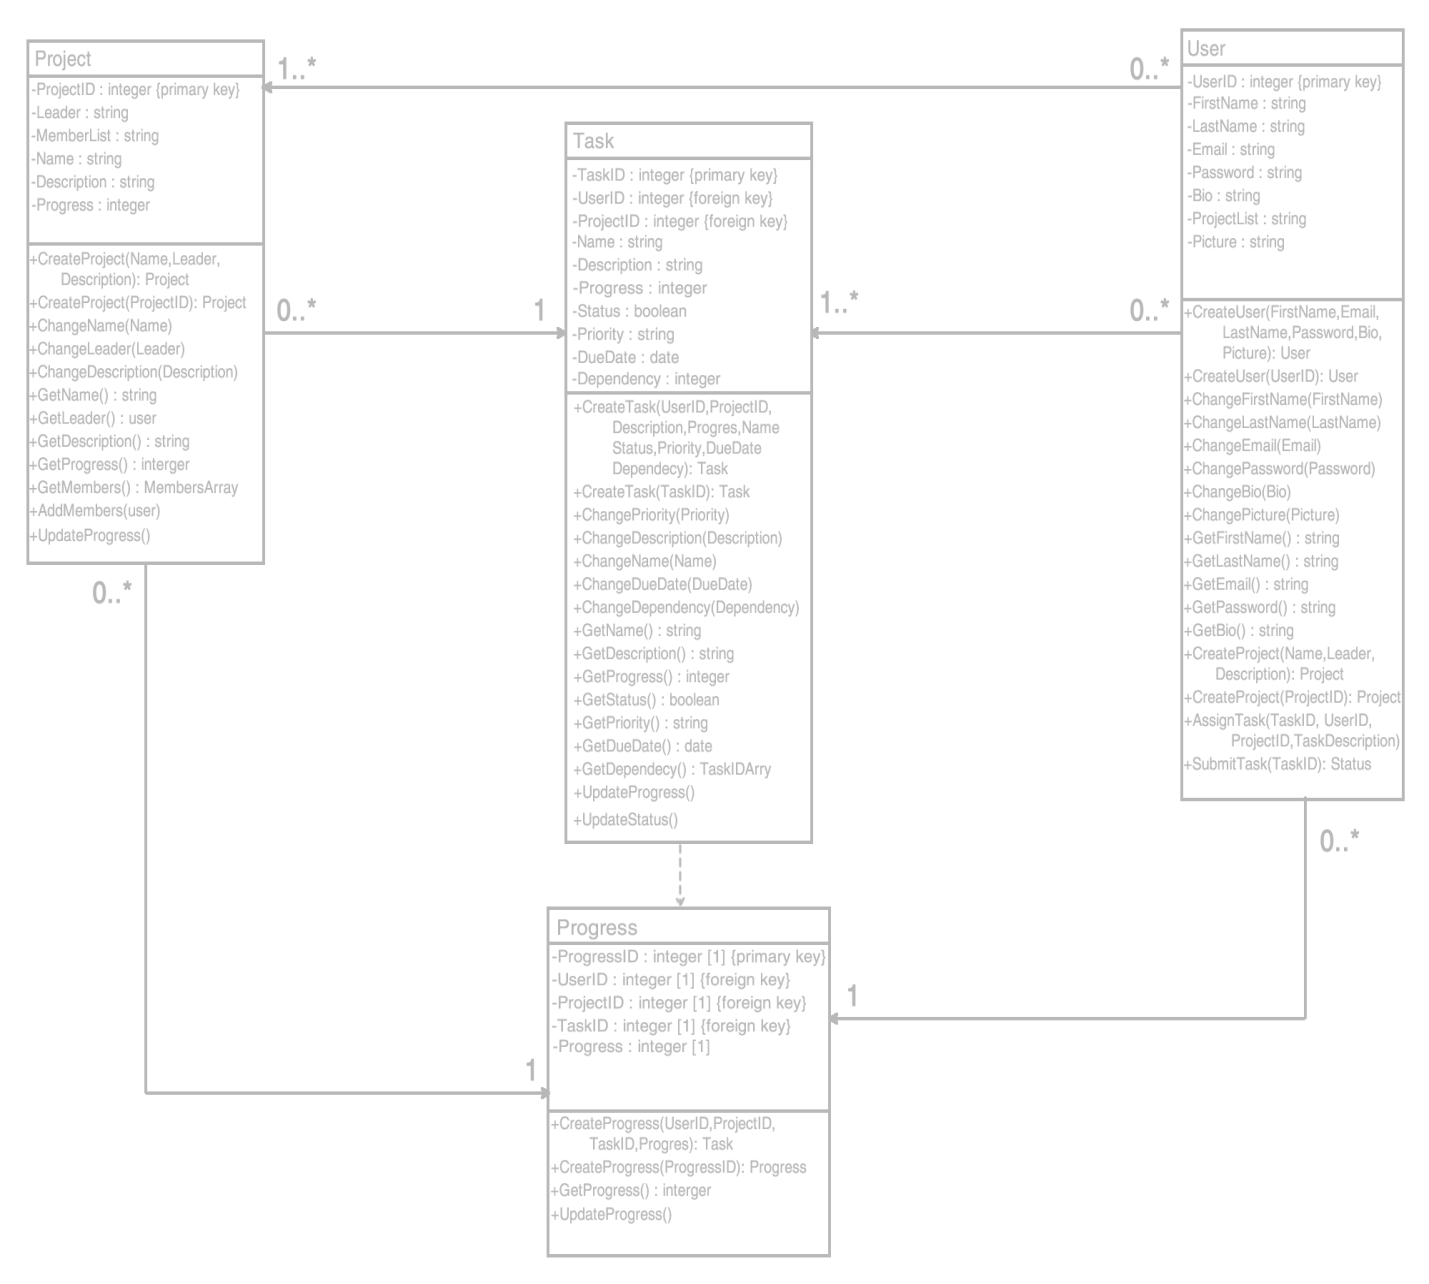 Project
-ProjectID : integer {primary key}
-Leader : string
-MemberList : string
-Name : string
-Description : string
-Progress : integer
+CreateProject(Name,Leader,
Description): Project
+CreateProject(ProjectID): Project
+ChangeName(Name)
+ChangeLeader(Leader)
+ChangeDescription(Description)
+GetName() : string
+GetLeader() : user
+GetDescription() : string
+GetProgress() : interger
+GetMembers() : MembersArray
+AddMembers(user)
+UpdateProgress()
1..*
0..*
0..*
1
1..*
0..*
0..*
1
0..*
1
Task
-TaskID : integer {primary key}
-UserID : integer {foreign key}
-ProjectID : integer {foreign key}
-Name : string
-Description : string
-Progress : integer
-Status : boolean
-Priority : string
-DueDate : date
-Dependency : integer
+CreateTask(UserID,ProjectID,
Description,Progres,Name
Status,Priority,DueDate
Dependecy): Task
+CreateTask(TaskID): Task
+ChangePriority(Priority)
+ChangeDescription(Description)
+ChangeName(Name)
+ChangeDueDate(DueDate)
+ChangeDependency(Dependency)
+GetName() : string
+GetDescription() : string
+GetProgress() : integer
+GetStatus() : boolean
+GetPriority() : string
+GetDueDate() : date
+GetDependecy() : TaskIDArry
+UpdateProgress()
+UpdateStatus()
User
-UserID : integer {primary key}
-FirstName : string
-LastName : string
-Email : string
-Password : string
-Bio : string
-ProjectList : string
-Picture : string
+CreateUser(FirstName,Email,
LastName,Password,Bio,
Picture): User
+CreateUser(UserID): User
+ChangeFirstName(FirstName)
+ChangeLastName(LastName)
+ChangeEmail(Email)
+ChangePassword(Password)
+ChangeBio(Bio)
+ChangePicture(Picture)
+GetFirstName() : string
+GetLastName() : string
+GetEmail() : string
+GetPassword() : string
+GetBio() : string
+CreateProject(Name,Leader,
Description): Project
+CreateProject(ProjectID): Project
+AssignTask(TaskID, UserID,
ProjectID,TaskDescription)
+SubmitTask(TaskID): Status
Progress
-ProgressID : integer [1] {primary key}
-UserID : integer [1] {foreign key}
-ProjectID : integer [1] {foreign key}
-TaskID : integer [1] {foreign key}
-Progress : integer [1]
+CreateProgress(UserID,ProjectID,
TaskID,Progres): Task
+CreateProgress(ProgressID): Progress
+GetProgress() : interger
+UpdateProgress()